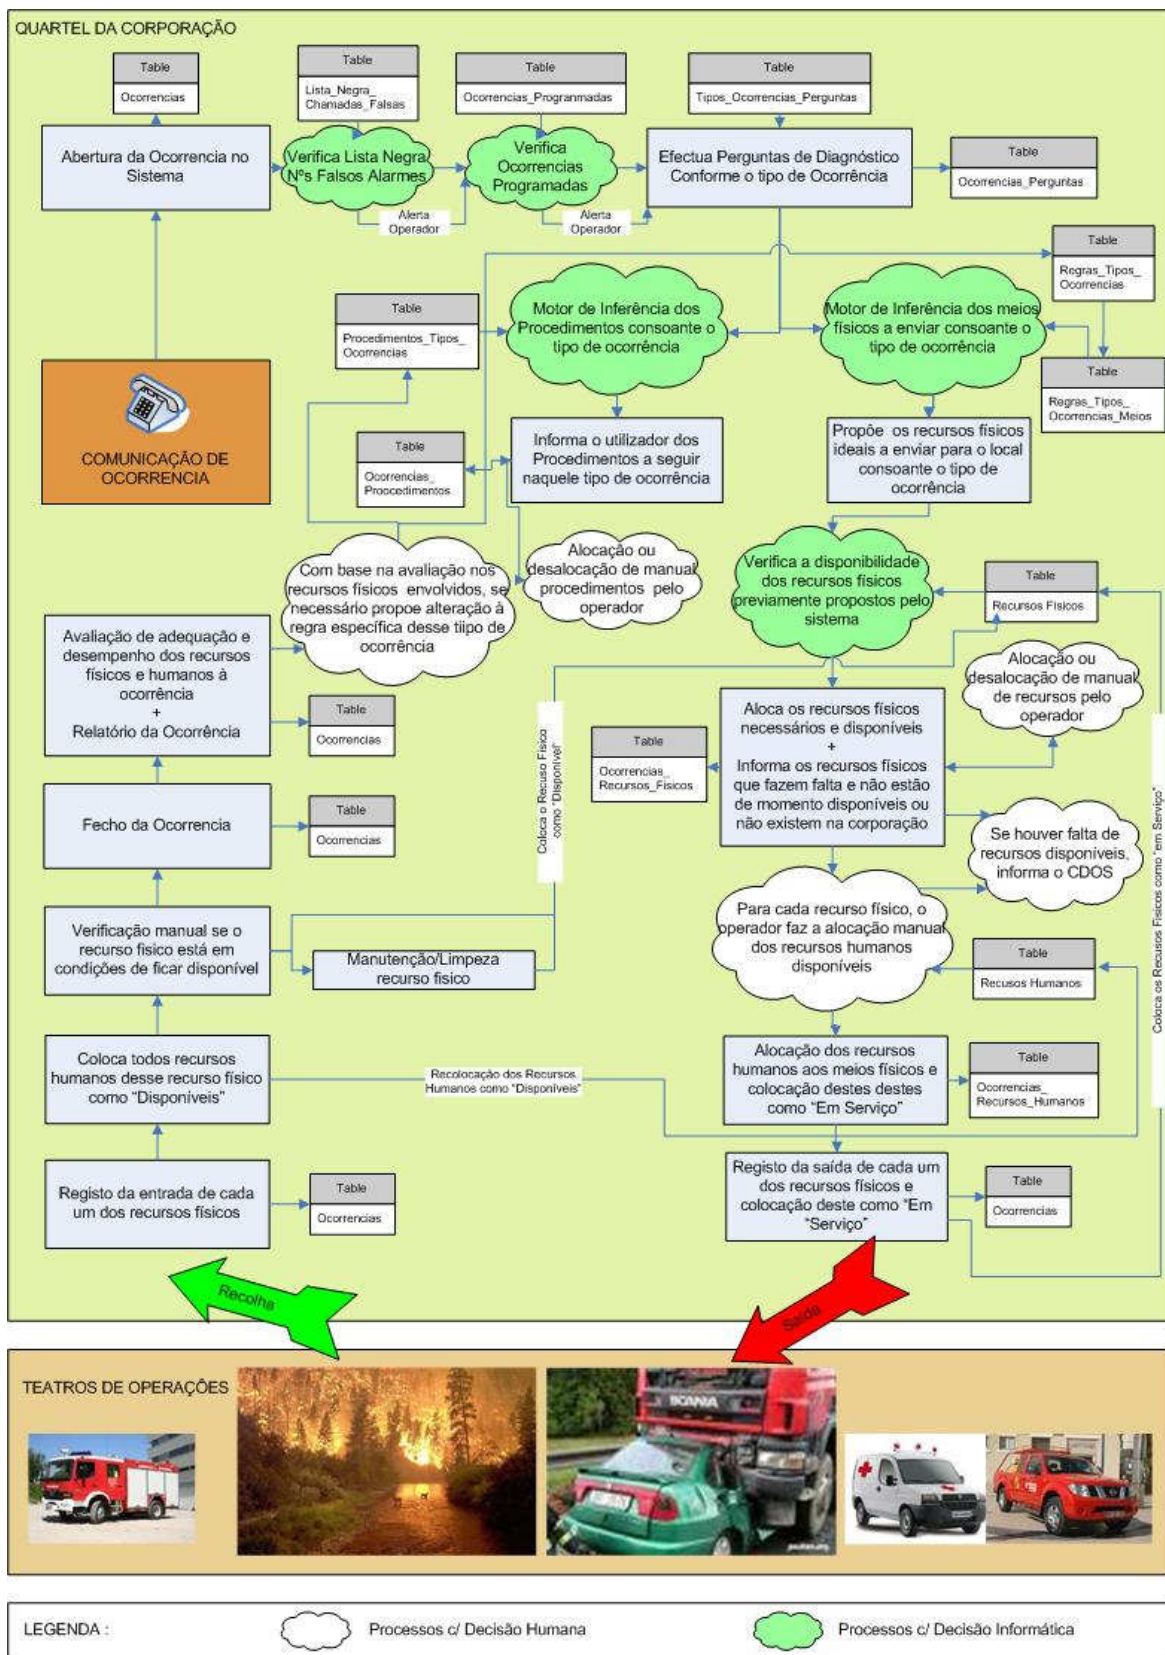 QUARTEL DA CORPORAÇÃO
Table
Ocorrencias
Table
Lista_Negra_
Chamadas_Falsas
Table
Ocorrencias_Progranmadas
Table
Tipos_Ocorrencias_Perguntas
Abertura da Ocorrencia no
Sistema
Verifica Lista Negra
Nºs Falsos Alarmes
Verifica
Ocorrencias
Programadas
Efectua Perguntas de Diagnóstico
Conforme o tipo de Ocorrência
Table
Ocorrencias_Perguntas
Alerta
Operador
Alerta
Operador
Table
Regras_Tipos_
Ocorrencias
Table
Procedimentos_Tipos_
Ocorrencias
Motor de Inferência dos
Procedimentos consoante o
tipo de ocorrência
Motor de Inferência dos meios
físicos a enviar consoante o
tipo de ocorrência
Table
Regras_Tipos_
Ocorrencias_Meios
COMUNICAÇÃO DE
OCORRENCIA
Table
Ocorrencias_
Proocedimentos
Informa o utilizador dos
Procedimentos a seguir
naquele tipo de ocorrência
Propôe os recursos físicos
ideais a enviar para o local
consoante o tipo de
ocorrência
Com base na avaliação nos
recursos físicos envolvidos, se
necessário propoe alteração à
regra específica desse tiipo de
ocorrência
Alocação ou
desalocação de manual
procedimentos pelo
operador
Verifica a disponibilidade
dos recursos físicos
previamente propostos pelo
sistema
Table
Recursos Fisicos
Avaliação de adequação e
desempenho dos recursos
físicos e humanos à
ocorrência
+
Relatório da Ocorrência
Table
Ocorrencias
Alocação ou
desalocação de manual
de recursos pelo
operador
Table
Ocorrencias_
Recursos_Fisicos
Aloca os recursos físicos
necessários e disponíveis
+
Informa os recursos físicos
que fazem falta e não estão
de momento disponíveis ou
não existem na corporação
Coloca o Recuso Físico
como "Disponível"
Coloca os Recusos Fisicos como "em Serviço"
Fecho da Ocorrencia
Table
Ocorrencias
Se houver falta de
recursos disponíveis,
informa o CDOS
Verificação manual se o
recurso fisico está em
condições de ficar disponível
Manutenção/Limpeza
recurso fisico
Para cada recurso físico, o
operador faz a alocação manual
dos recursos humanos
disponíveis
Table
Recusos Humanos
Coloca todos recursos
humanos desse recurso físico
como "Disponíveis"
Recolocação dos Recursos
Humanos como "Disponíveis"
Alocação dos recursos
humanos aos meios físicos e
colocação destes destes
como "Em Serviço"
Table
Ocorrencias_
Recursos_Humanos
Registo da entrada de cada
um dos recursos físicos
Table
Ocorrencias
Registo da saída de cada um
dos recursos físicos e
colocação deste como "Em
"Serviço"
Table
Ocorrencias
Recolha
Saída
TEATROS DE OPERAÇÔES
SCANIA
LEGENDA :
Processos c/ Decisão Humana
Processos c/ Decisão Informática